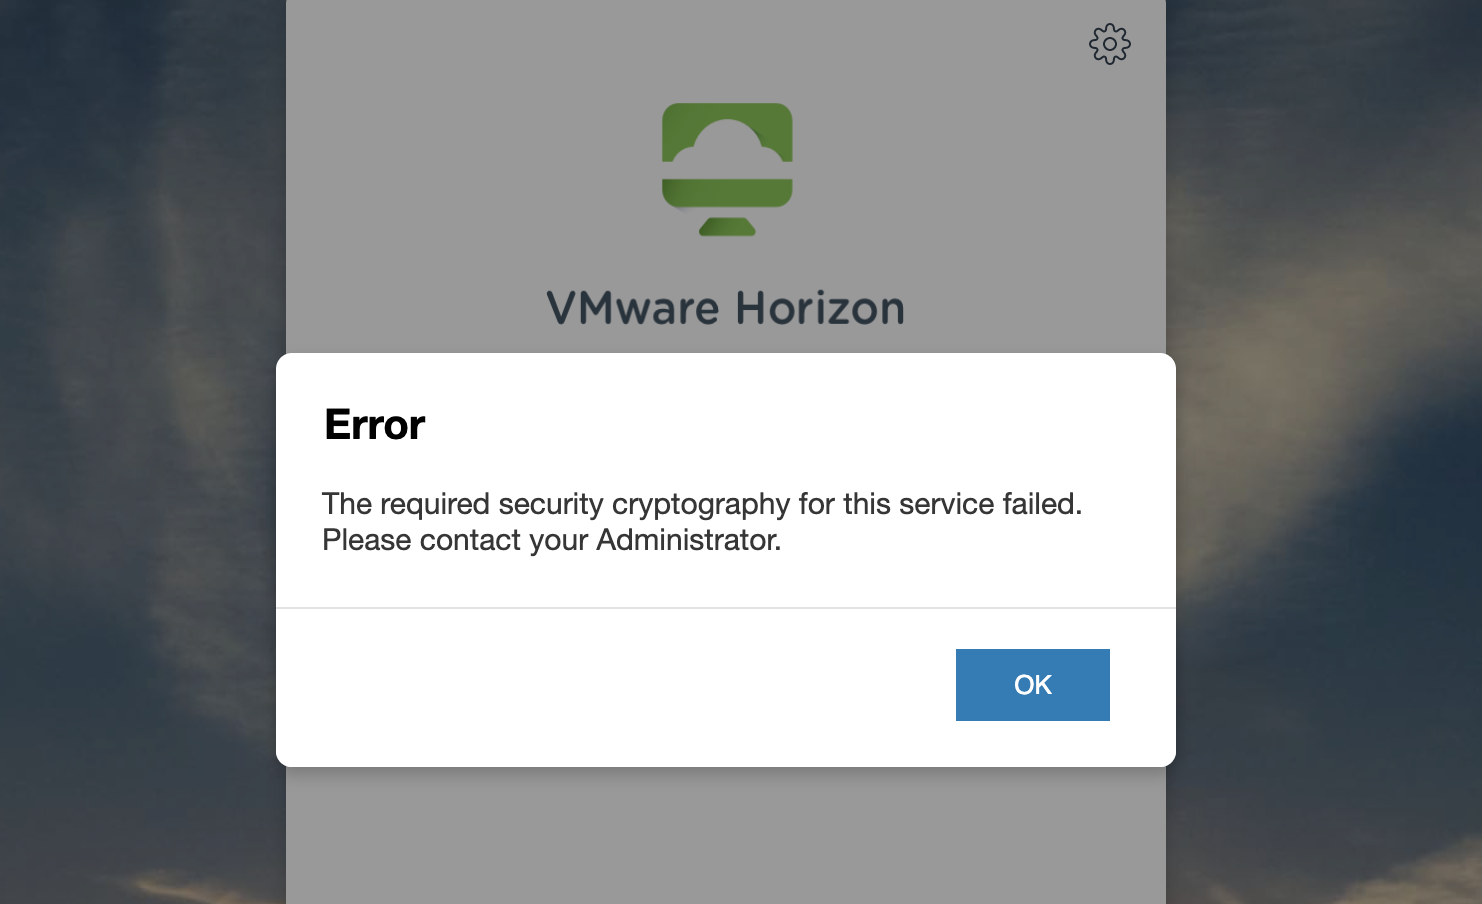 VMware Horizon
Error
The required security cryptography for this service failed.
Please contact your Administrator.
OK